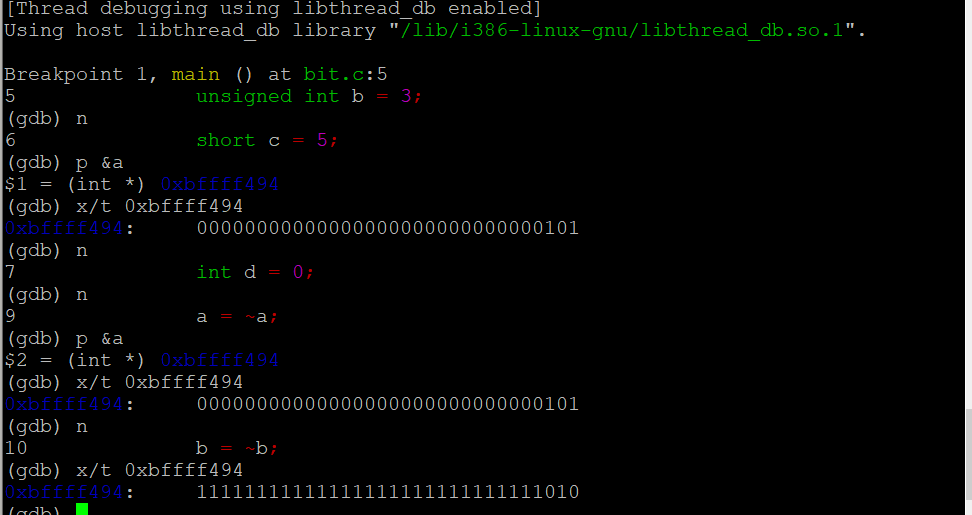 [Thread debugging using libthread_db enabled]
Using host libthread_db library "/lib/i386-linux-gnu/libthread_db.so.1".
Breakpoint 1, main () at bit.c:5
5 unsigned int b = 3;
(gdb) n
6 short c = 5;
(gdb) p &a
$1 = (int *) 0xbffff494
(gdb) x/t 0xbffff494
0xbffff494: 00000000000000000000000000000101
(gdb) n
7 int d = 0;
(gdb) n
9 a = ~a;
(gdb) p &a
$2 = (int *) 0xbffff494
(gdb) x/t 0xbffff494
0xbffff494: 00000000000000000000000000000101
(gdb) n
10 b = ~b;
(gdb) x/t 0xbffff494
0xbffff494: 11111111111111111111111111111010
(gdb)